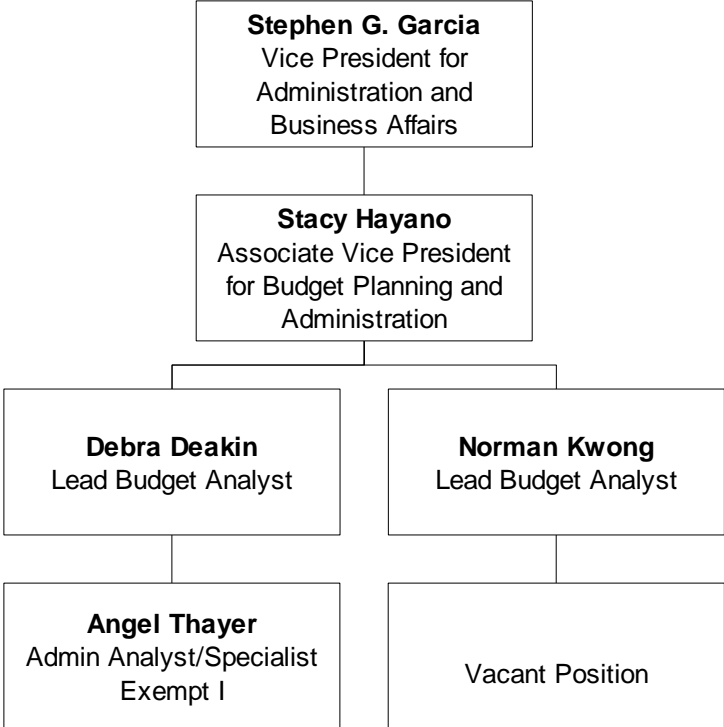 Stephen G. Garcia
Vice President for
Administration and
Business Affairs
Stacy Hayano
Associate Vice President
for Budget Planning and
Administration
Debra Deakin
Lead Budget Analyst
Norman Kwong
Lead Budget Analyst
Angel Thayer
Admin Analyst/Specialist
Exempt I
Vacant Position